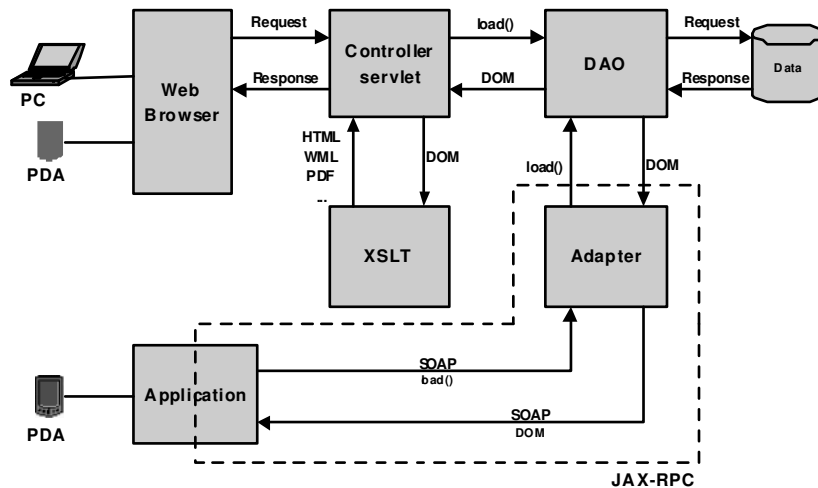 Request
load()
Request
Controller
servlet
DAO
Data
Web
Browser
Response
DOM
Response
PC
HTML
WML
PDF
...
DOM
load()
DOM
PDA
XSLT
Adapter
Application
SOAP
load()
SOAP
DOM
PDA
JAX-RPC